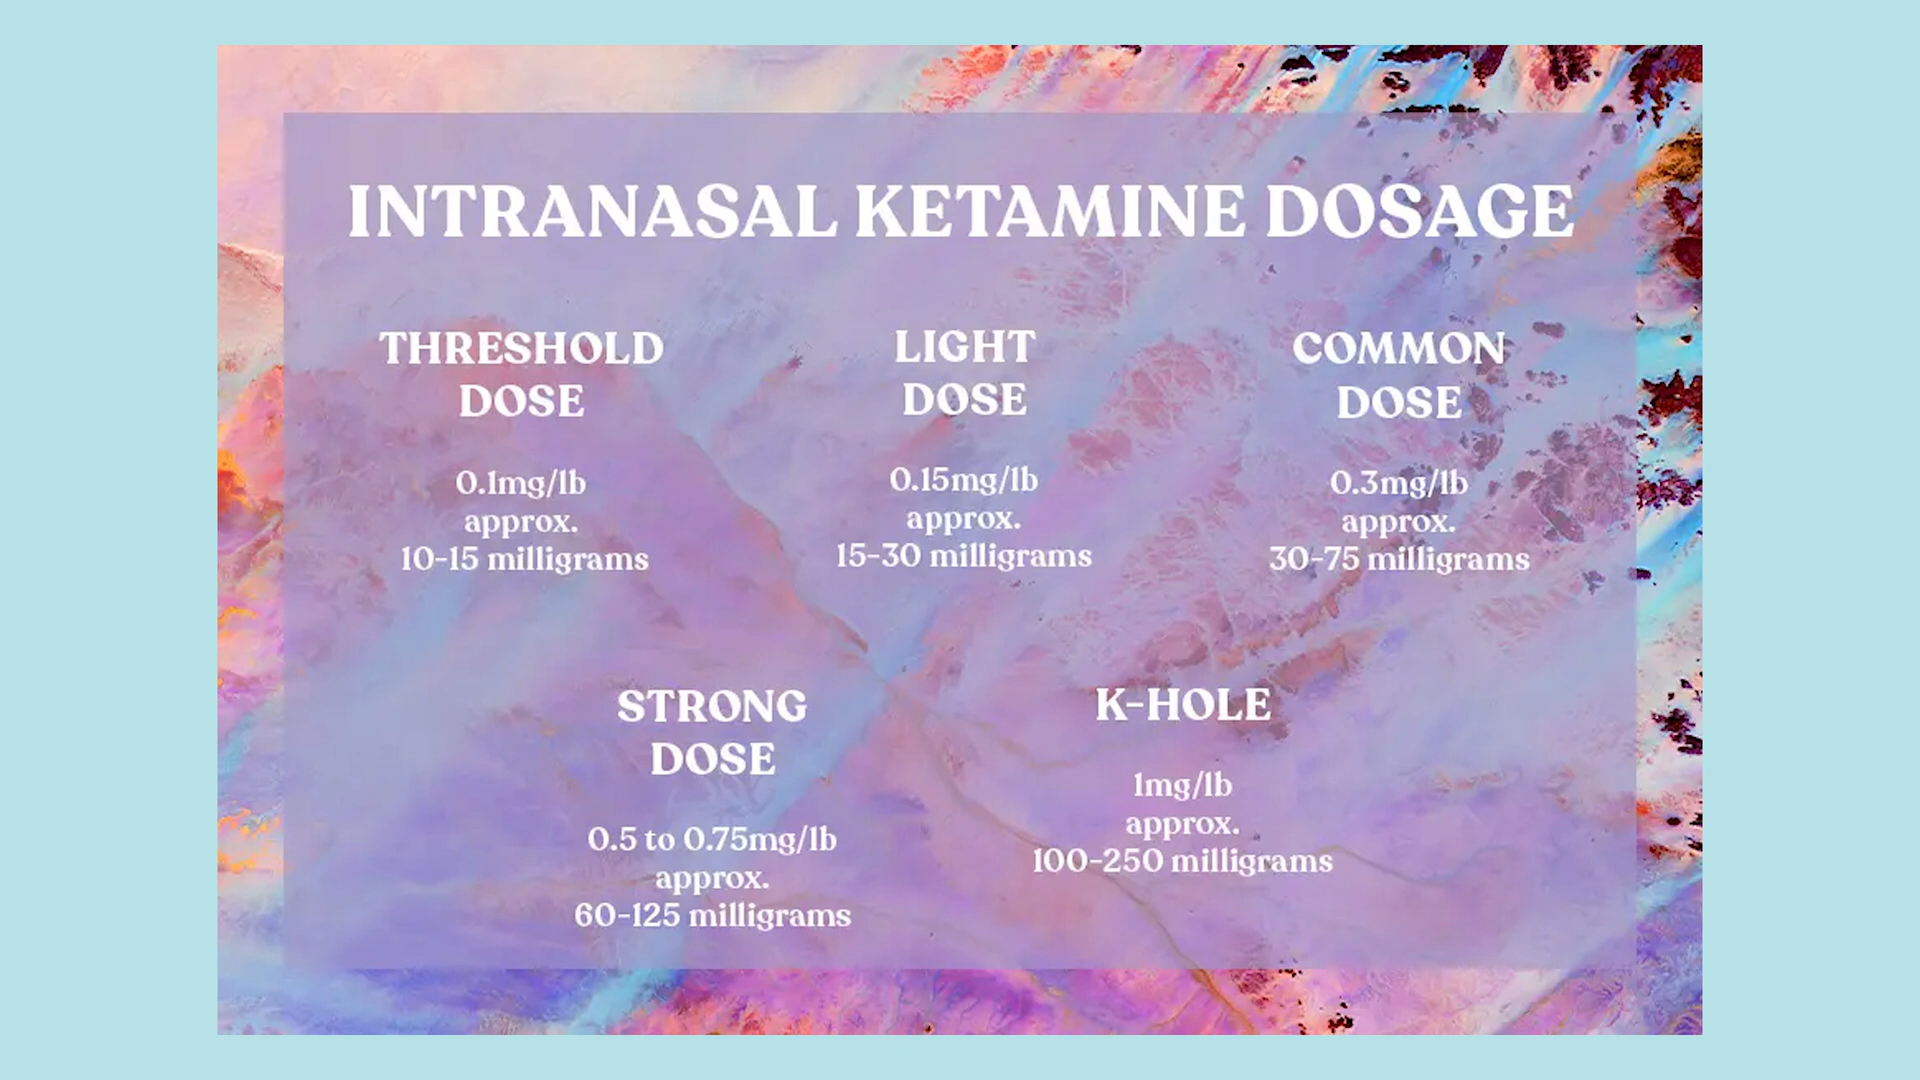 INTRANASAL KETAMINE DOSAGE
THRESHOLD
DOSE
0.1mg/lb
approx.
10-15 milligrams
LIGHT
DOSE
0.15mg/lb
approx.
15-30 milligrams
COMMON
DOSE
0.3mg/lb
approx.
30-75 milligrams
STRONG
DOSE
0.5 to 0.75mg/lb
approx.
60-125 milligrams
K-HOLE
1mg/lb
approx.
100-250 milligrams